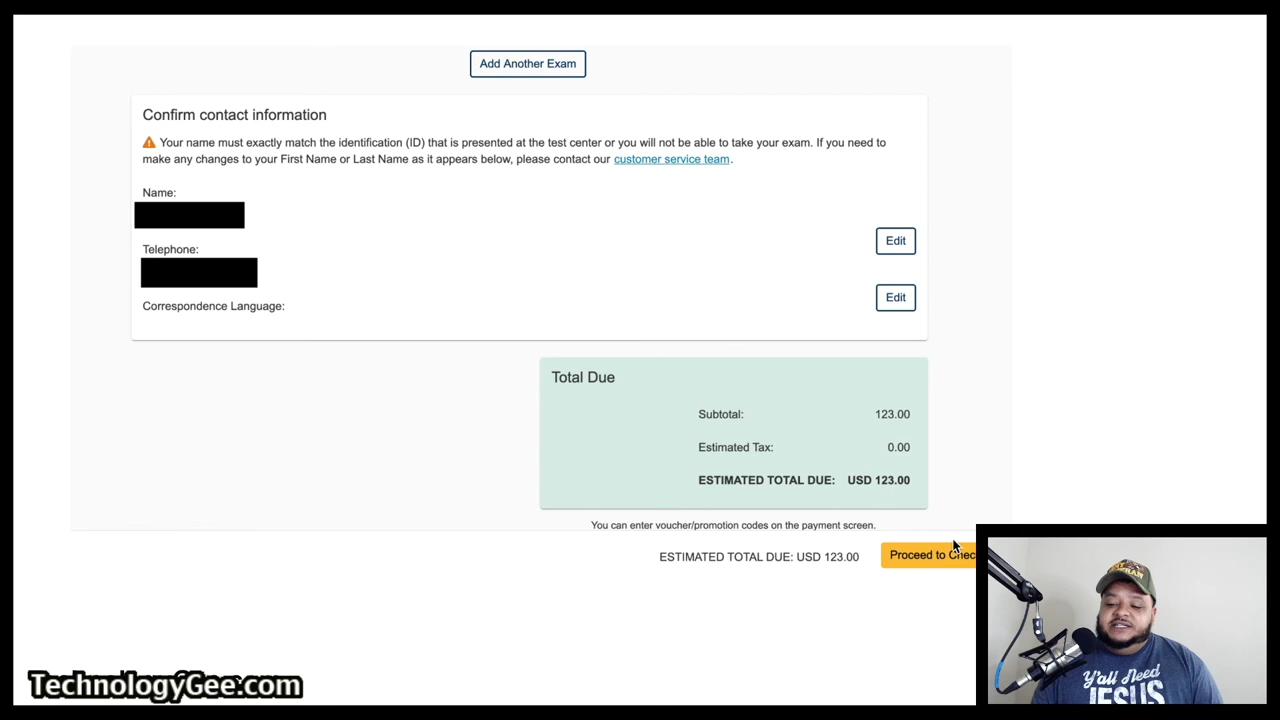 Add Another Exam
Confirm contact information
Your name must exactly match the identification (ID) that is presented at the test center or you will not be able to take your exam. If you need to
make any changes to your First Name or Last Name as it appears below, please contact our customer service team.
Name:
Edit
Telephone:
Edit
Correspondence Language:
Total Due
Subtotal: 123.00
Estimated Tax: 0.00
ESTIMATED TOTAL DUE: USD 123.00
You can enter voucher/promotion codes on the payment screen.
ESTIMATED TOTAL DUE: USD 123.00
Proceed to Chec
Y'all Need
JESUS
TechnologyGee.com